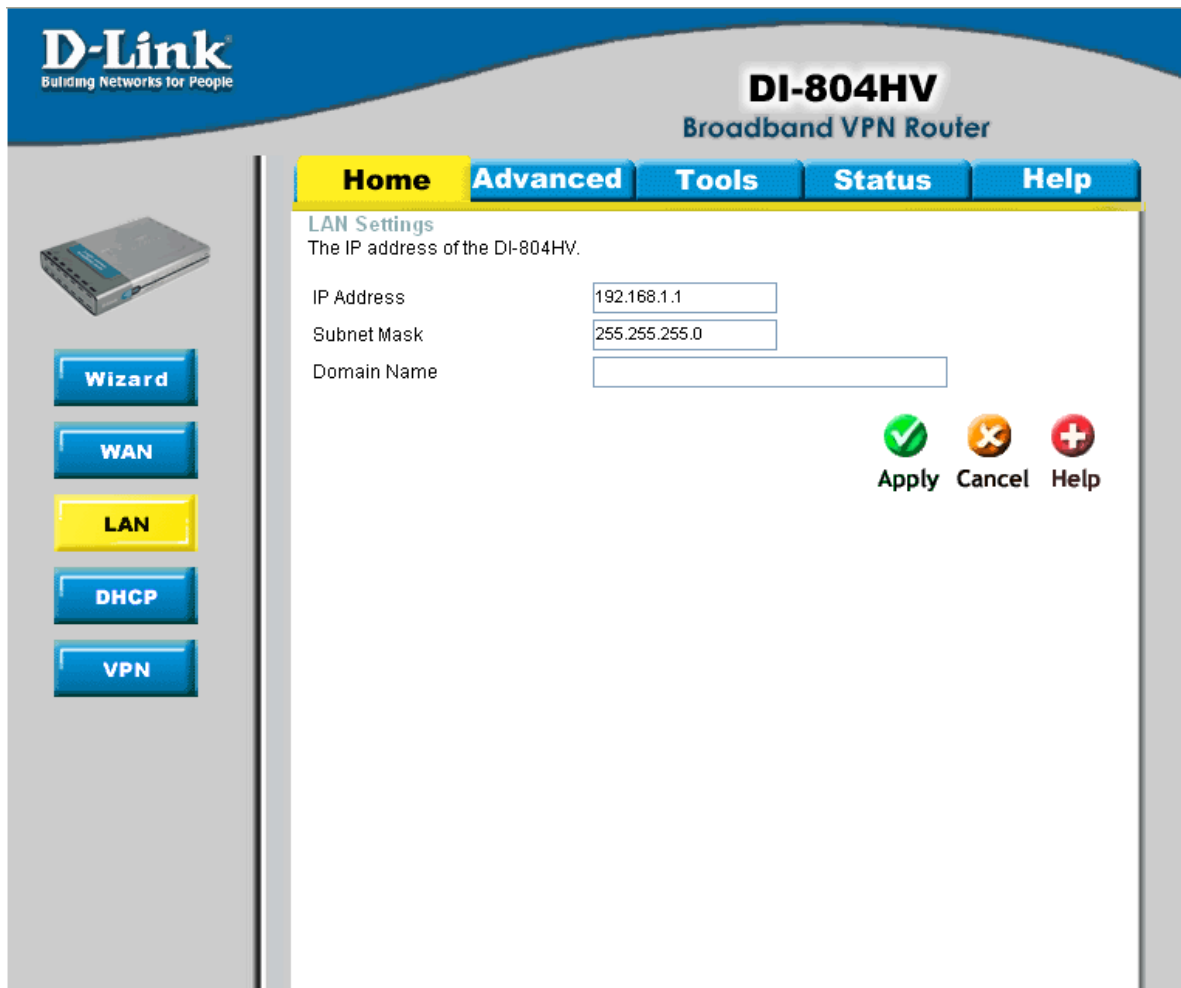 D-Link
Building Networks for People
DI-804HV
Broadband VPN Router
Home Advanced Tools Status Help
LAN Settings
The IP address of the DI-804HV.
IP Address 192.168.1.1
Subnet Mask 255.255.255.0
Domain Name
Apply Cancel Help
Wizard
WAN
LAN
DHCP
VPN